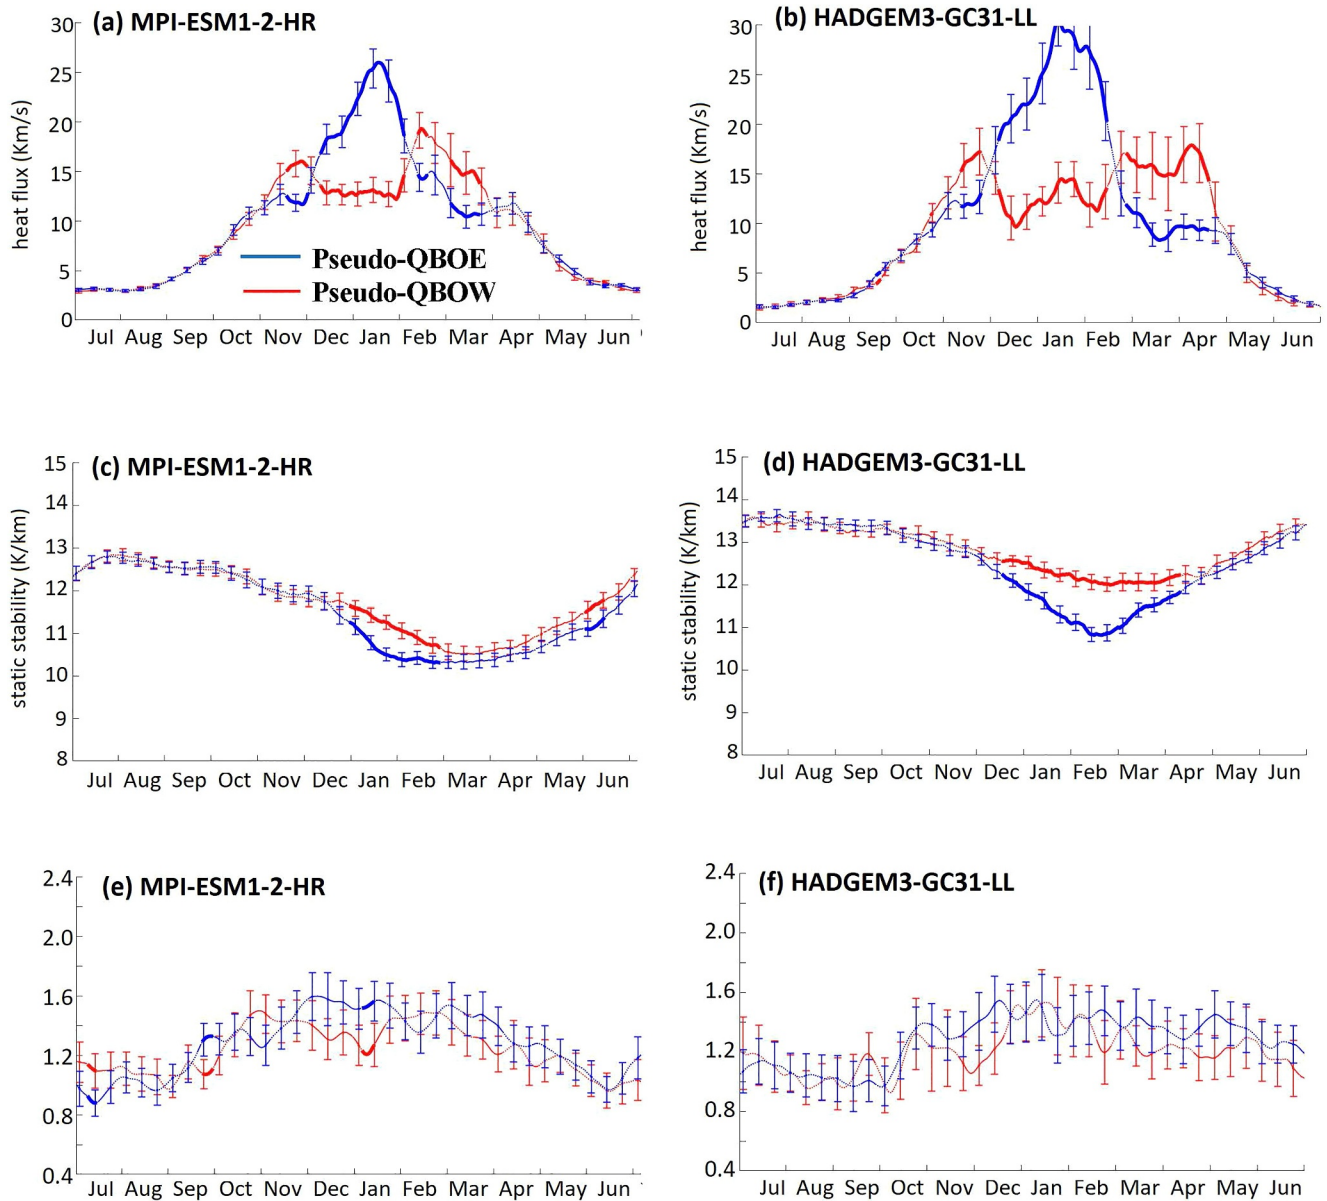 (a) MPI-ESM1-2-HR
heat flux (Km/s)
30
25
20
15
10
5
0
Pseudo-QBOE
Pseudo-QBOW
Jul Aug Sep Oct Nov Dec Jan Feb Mar Apr May Jun
(b) HADGEM3-GC31-LL
heat flux (Km/s)
30
25
20
15
10
5
0
Jul Aug Sep Oct Nov Dec Jan Feb Mar Apr May Jun
(c) MPI-ESM1-2-HR
static stability (K/km)
15
14
13
12
11
10
9
8
Jul Aug Sep Oct Nov Dec Jan Feb Mar Apr May Jun
(d) HADGEM3-GC31-LL
static stability (K/km)
15
14
13
12
11
10
9
8
Jul Aug Sep Oct Nov Dec Jan Feb Mar Apr May Jun
(e) MPI-ESM1-2-HR
2.4
2.0
1.6
1.2
0.8
0.4
Jul Aug Sep Oct Nov Dec Jan Feb Mar Apr May Jun
(f) HADGEM3-GC31-LL
2.4
2.0
1.6
1.2
0.8
0.4
Jul Aug Sep Oct Nov Dec Jan Feb Mar Apr May Jun